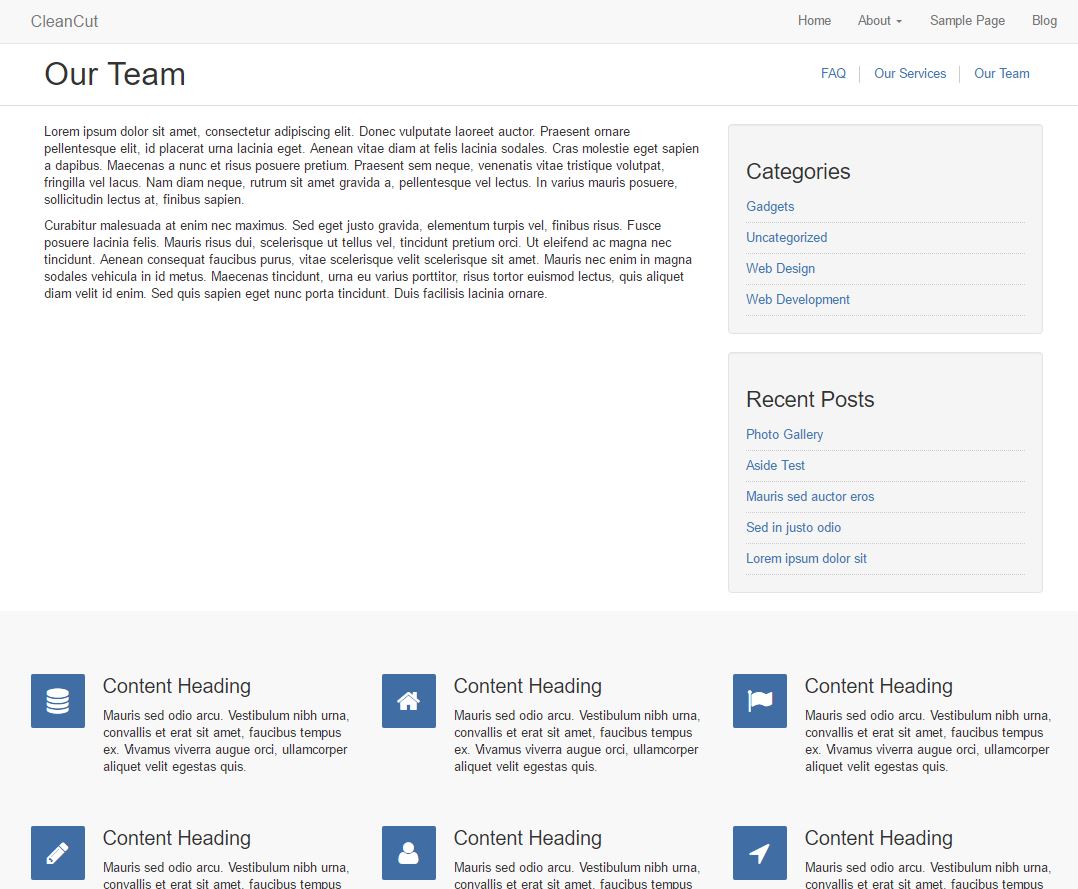 CleanCut
Home About Sample Page Blog
Our Team
FAQ Our Services Our Team
Lorem ipsum dolor sit amet, consectetur adipiscing elit. Donec vulputate laoreet auctor. Praesent ornare
pellentesque elit, id placerat urna lacinia eget. Aenean vitae diam at felis lacinia sodales. Cras molestie eget sapien
a dapibus. Maecenas a nunc et risus posuere pretium. Praesent sem neque, venenatis vitae tristique volutpat,
fringilla vel lacus. Nam diam neque, rutrum sit amet gravida a, pellentesque vel lectus. In varius mauris posuere,
sollicitudin lectus at, finibus sapien.
Curabitur malesuada at enim nec maximus. Sed eget justo gravida, elementum turpis vel, finibus risus. Fusce
posuere lacinia felis. Mauris risus dui, scelerisque ut tellus vel, tincidunt pretium orci. Ut eleifend ac magna nec
tincidunt. Aenean consequat faucibus purus, vitae scelerisque velit scelerisque sit amet. Mauris nec enim in magna
sodales vehicula in id metus. Maecenas tincidunt, urna eu varius porttitor, risus tortor euismod lectus, quis aliquet
diam velit id enim. Sed quis sapien eget nunc porta tincidunt. Duis facilisis lacinia ornare.
Categories
Gadgets
Uncategorized
Web Design
Web Development
Recent Posts
Photo Gallery
Aside Test
Mauris sed auctor eros
Sed in justo odio
Lorem ipsum dolor sit
Content Heading
Mauris sed odio arcu. Vestibulum nibh urna,
convallis et erat sit amet, faucibus tempus
ex. Vivamus viverra augue orci, ullamcorper
aliquet velit egestas quis.
Content Heading
Mauris sed odio arcu. Vestibulum nibh urna,
convallis et erat sit amet, faucibus tempus
ex. Vivamus viverra augue orci, ullamcorper
aliquet velit egestas quis.
Content Heading
Mauris sed odio arcu. Vestibulum nibh urna,
convallis et erat sit amet, faucibus tempus
ex. Vivamus viverra augue orci, ullamcorper
aliquet velit egestas quis.
Content Heading
Mauris sed odio arcu. Vestibulum nibh urna,
convallis et erat sit amet, faucibus tempus
Content Heading
Mauris sed odio arcu. Vestibulum nibh urna,
convallis et erat sit amet, faucibus tempus
Content Heading
Mauris sed odio arcu. Vestibulum nibh urna,
convallis et erat sit amet, faucibus tempus